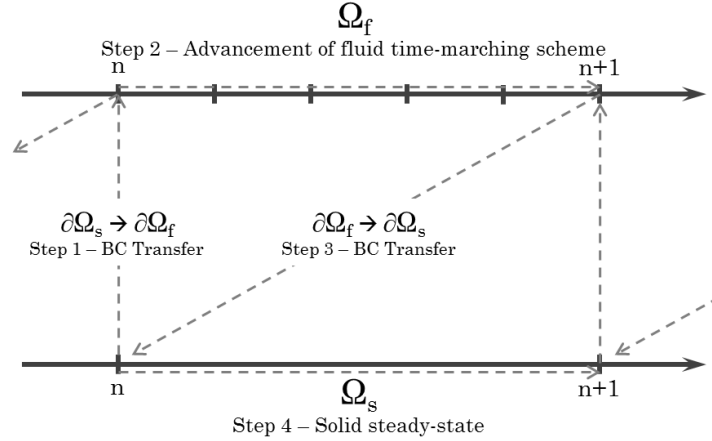 Ωf
Step 2 – Advancement of fluid time-marching scheme
n n+1
∂Ωs → ∂Ωf ∂Ωf → ∂Ωs
Step 1 – BC Transfer Step 3 – BC Transfer
n Ωs n+1
Step 4 – Solid steady-state